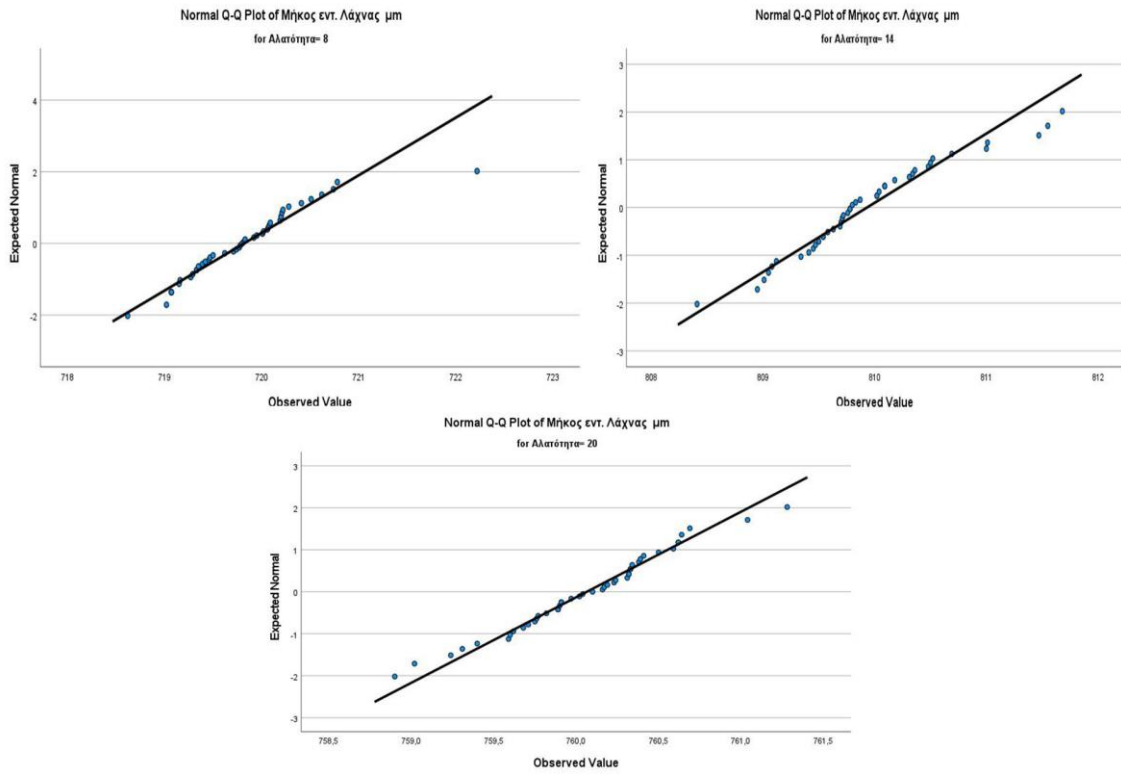 Normal Q-Q Plot of Μήκος εντ. Λάχνας μm
for Αλατότητα= 8
Expected Normal
4
2
0
-2
718 719 720 721 722 723
Observed Value
Normal Q-Q Plot of Μήκος εντ. Λάχνας μm
for Αλατότητα= 14
Expected Normal
3
2
1
0
-1
-2
-3
808 809 810 811 812
Observed Value
Normal Q-Q Plot of Μήκος εντ. Λάχνας μm
for Αλατότητα= 20
Expected Normal
3
2
1
0
-1
-2
-3
758,5 759,0 759,5 760,0 760,5 761,0 761,5
Observed Value